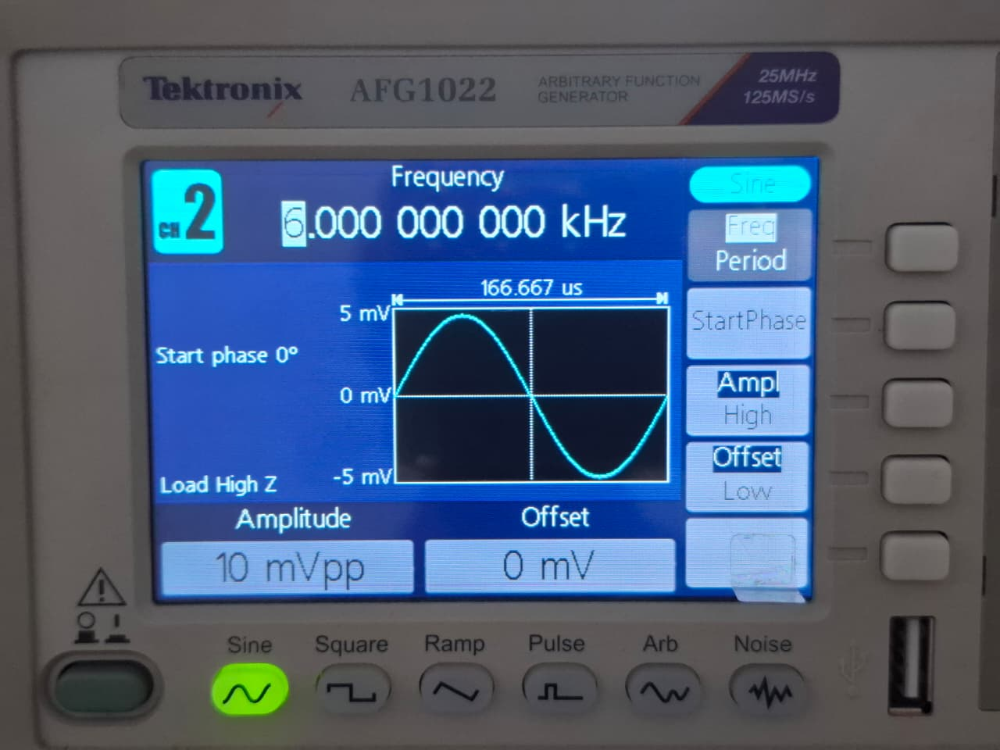 Tektronix AFG1022 ARBITRARY FUNCTION GENERATOR 25MHz 125MS/s
CH 2
Frequency
6.000 000 000 kHz
Sine
Freq
Period
StartPhase
Ampl
High
Offset
Low
166.667 us
5 mV
Start phase 0°
0 mV
-5 mV
Load High Z
Amplitude
Offset
10 mVpp
0 mV
Sine Square Ramp Pulse Arb Noise